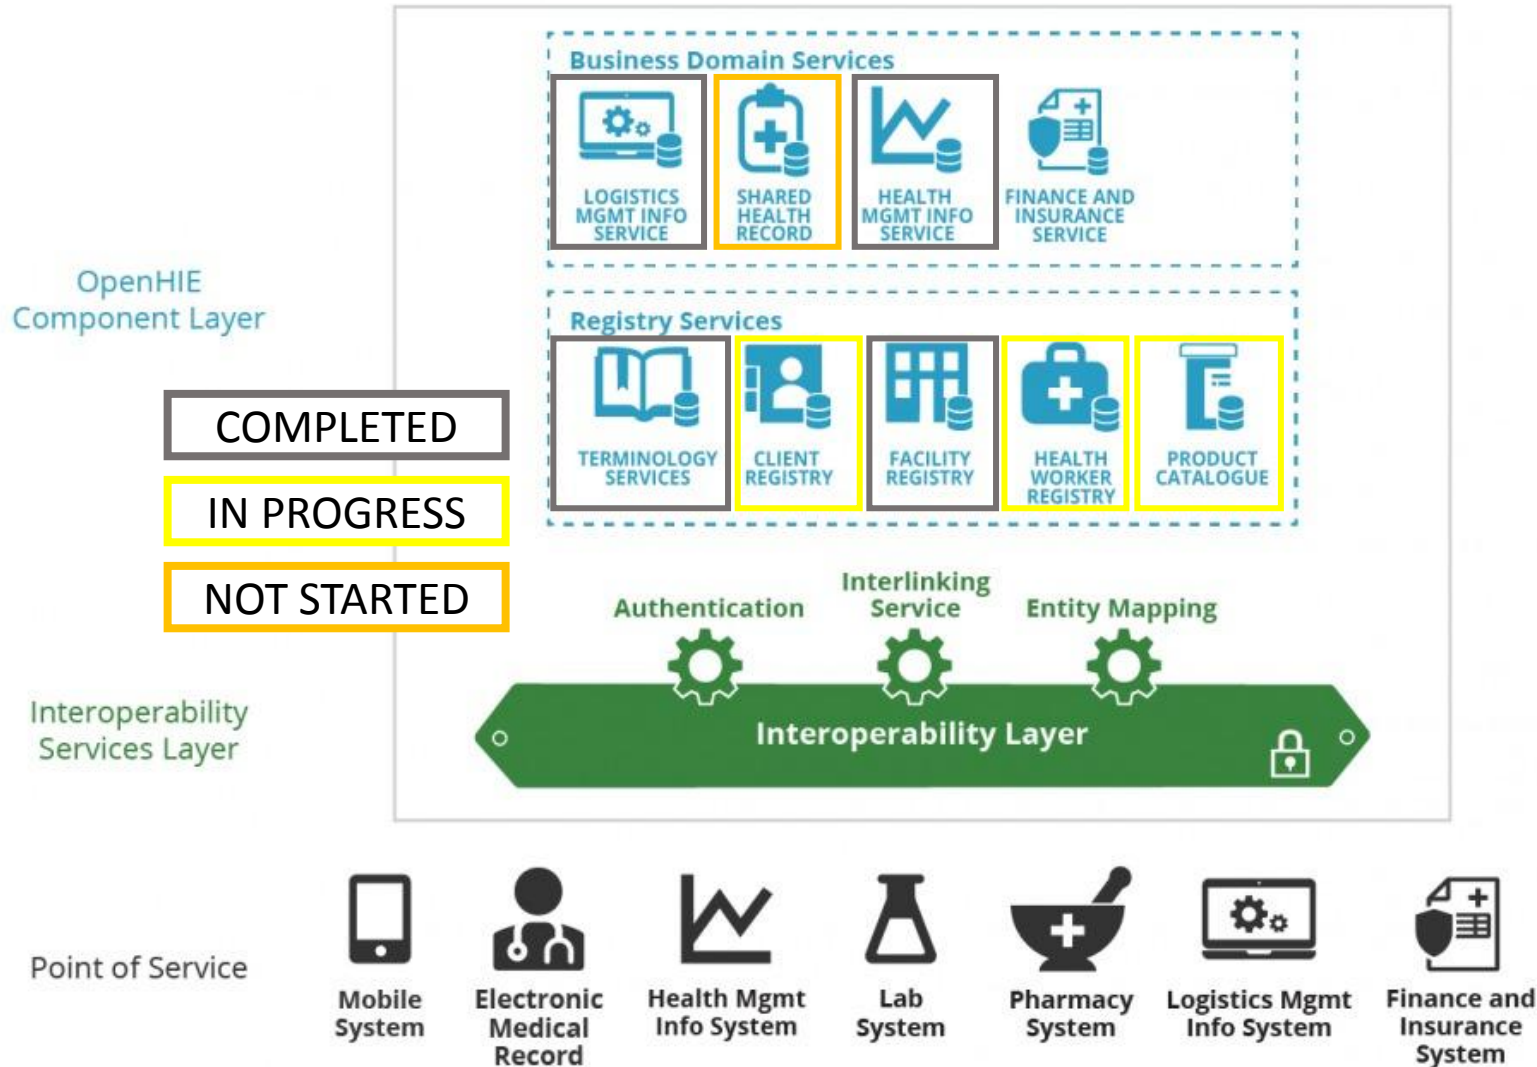 Business Domain Services
LOGISTICS
MGMT INFO
SERVICE
SHARED
HEALTH
RECORD
HEALTH
MGMT INFO
SERVICE
FINANCE AND
INSURANCE
SERVICE
OpenHIE
Component Layer
Registry Services
TERMINOLOGY
SERVICES
CLIENT
REGISTRY
FACILITY
REGISTRY
HEALTH
WORKER
REGISTRY
PRODUCT
CATALOGUE
COMPLETED
IN PROGRESS
NOT STARTED
Authentication
Interlinking
Service
Entity Mapping
Interoperability
Services Layer
Interoperability Layer
Point of Service
Mobile
System
Electronic
Medical
Record
Health Mgmt
Info System
Lab
System
Pharmacy
System
Logistics Mgmt
Info System
Finance and
Insurance
System